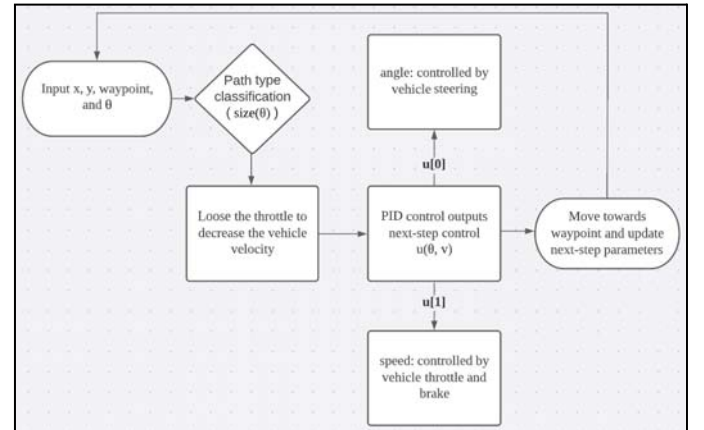 Input x, y, waypoint,
and θ
Path type
classification
( size(θ) )
angle: controlled by
vehicle steering
u[0]
Loose the throttle to
decrease the vehicle
velocity
PID control outputs
next-step control
u(θ, v)
Move towards
waypoint and update
next-step parameters
u[1]
speed: controlled by
vehicle throttle and
brake